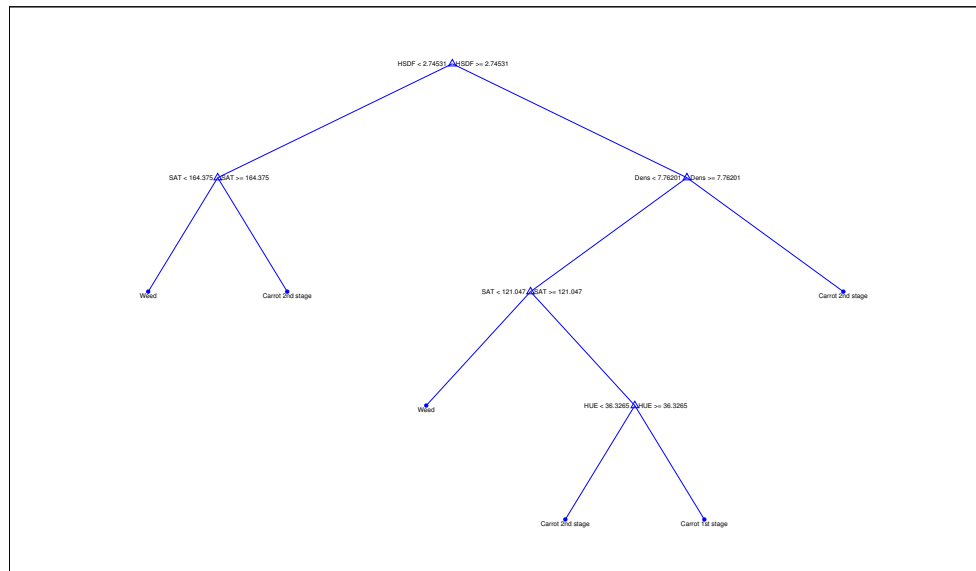 HSDF < 2.74531 HSDF >= 2.74531
SAT < 164.375 SAT >= 164.375
Dens < 7.76201 Dens >= 7.76201
Weed
Carrot 2nd stage
SAT < 121.047 SAT >= 121.047
Carrot 2nd stage
Weed
HUE < 36.3265 HUE >= 36.3265
Carrot 2nd stage
Carrot 1st stage